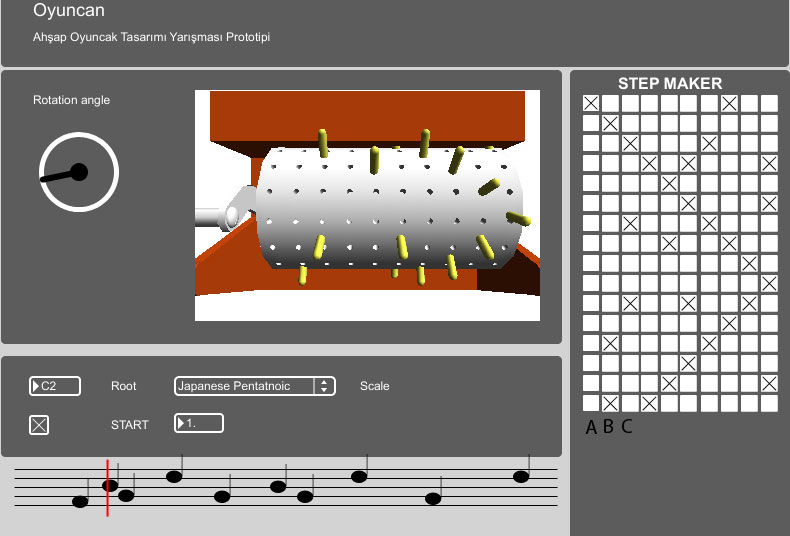 Oyuncan
Ahşap Oyuncak Tasarımı Yarışması Prototipi
Rotation angle
STEP MAKER
C2 Root Japanese Pentatnoic Scale
START 1.
A B C